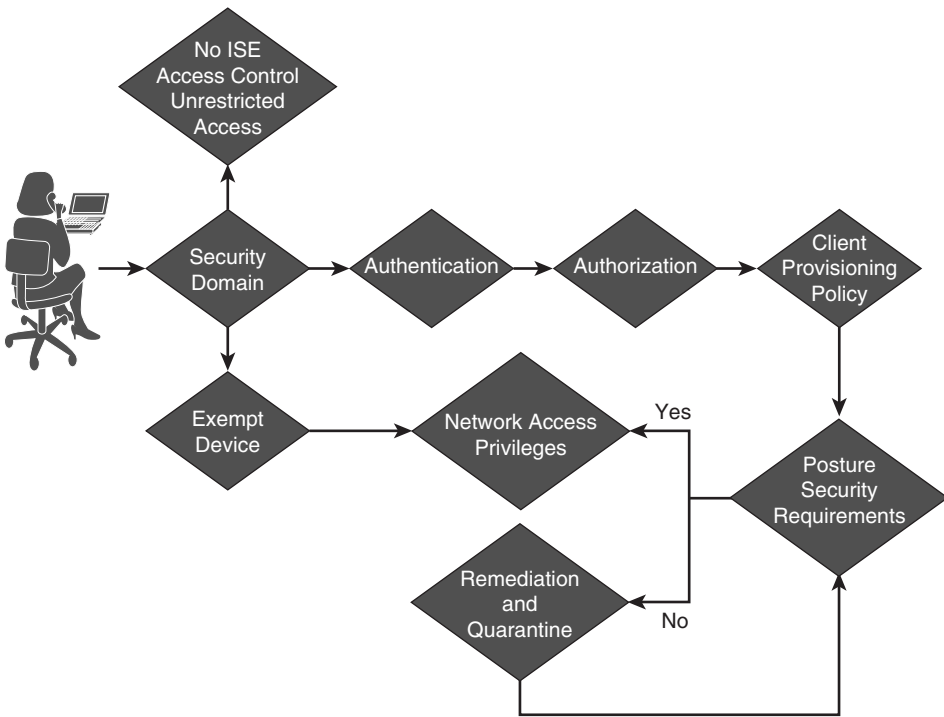 No ISE
Access Control
Unrestricted
Access
Security
Domain
Authentication
Authorization
Client
Provisioning
Policy
Exempt
Device
Network Access
Privileges
Yes
Posture
Security
Requirements
Remediation
and
Quarantine
No